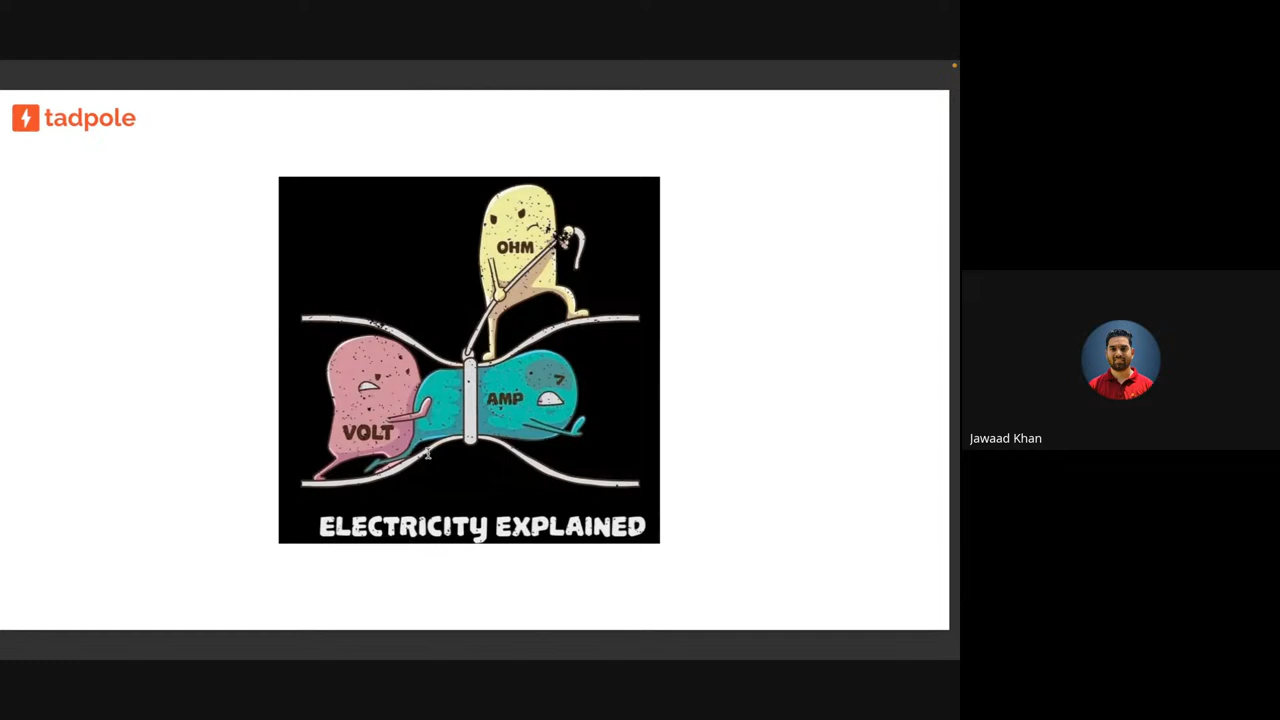 tadpole
OHM
AMP
VOLT
ELECTRICITY EXPLAINED
Jawaad Khan